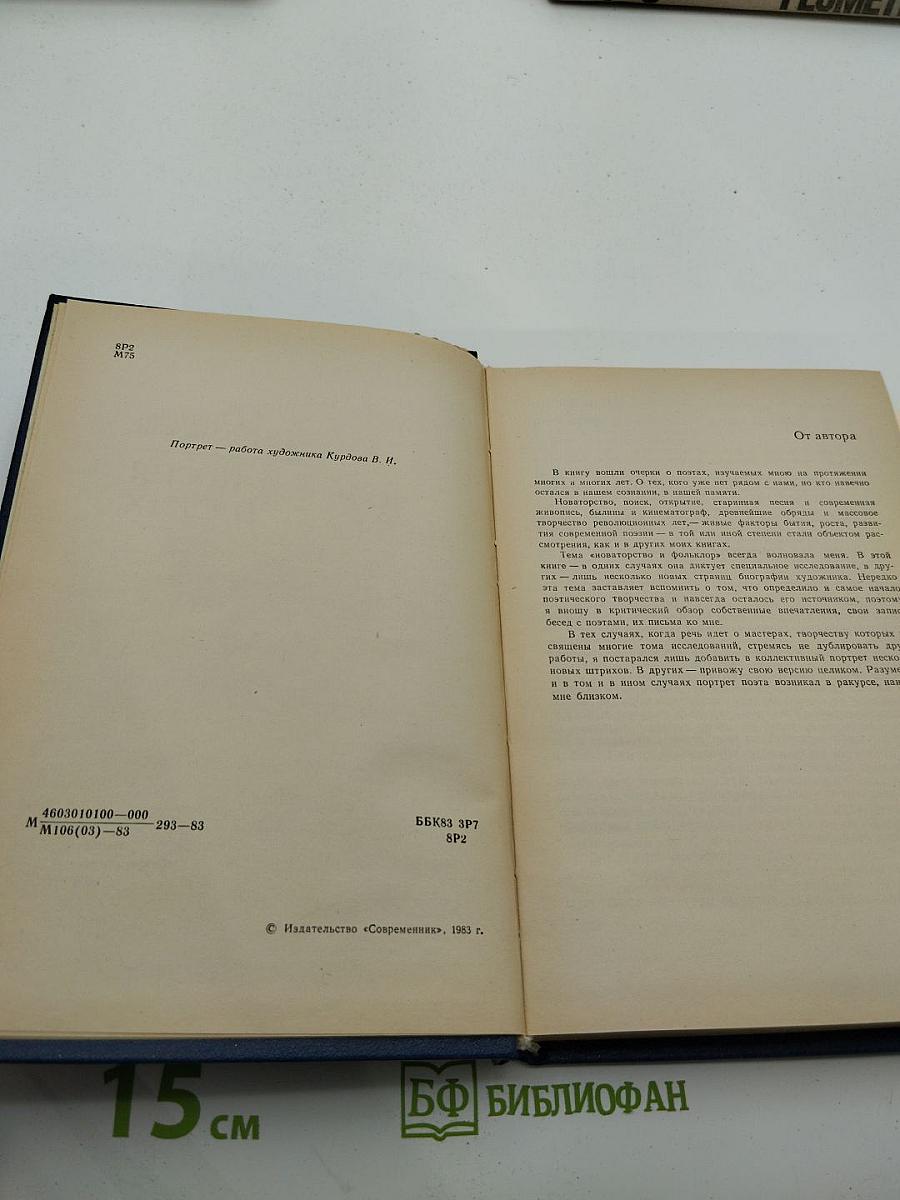 ГЕОМЕТ
8Р2
М75
Портрет — работа художника Курдова В. И.
М 4603010100—000 293—83
М106(03)—83
ББК83 3Р7
8Р2
© Издательство «Современник», 1983 г.
От автора
В книгу вошли очерки о поэтах, изучаемых мною на протяжении
многих и многих лет. О тех, кого уже нет рядом с нами, но кто навечно
остался в нашем сознании, в нашей памяти.
Новаторство, поиск, открытие, старинная песня и современная
живопись, былины и кинематограф, древнейшие обряды и массовое
творчество революционных лет,— живые факторы бытия, роста, разви-
тия современной поэзии — в той или иной степени стали объектом рас-
смотрения, как и в других моих книгах.
Тема «новаторство и фольклор» всегда волновала меня. В этой
книге — в одних случаях она диктует специальное исследование, в дру-
гих — лишь несколько новых страниц биографии художника. Нередко
эта тема заставляет вспомнить о том, что определило и самое начало
поэтического творчества и навсегда осталось его источником, поэтом
я вношу в критический обзор собственные впечатления, свои запис
бесед с поэтами, их письма ко мне.
В тех случаях, когда речь идет о мастерах, творчеству которых
священы многие тома исследований, стремясь не дублировать дру
работы, я постарался лишь добавить в коллективный портрет неско
новых штрихов. В других — привожу свою версию целиком. Разуме
и в том и в ином случаях портрет поэта возникал в ракурсе, наи
мне близком.
15 см
БФ БИБЛИОФАН